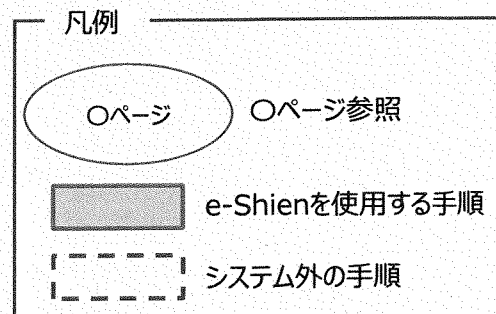 凡例
○ページ
○ページ参照
e-Shienを使用する手順
システム外の手順